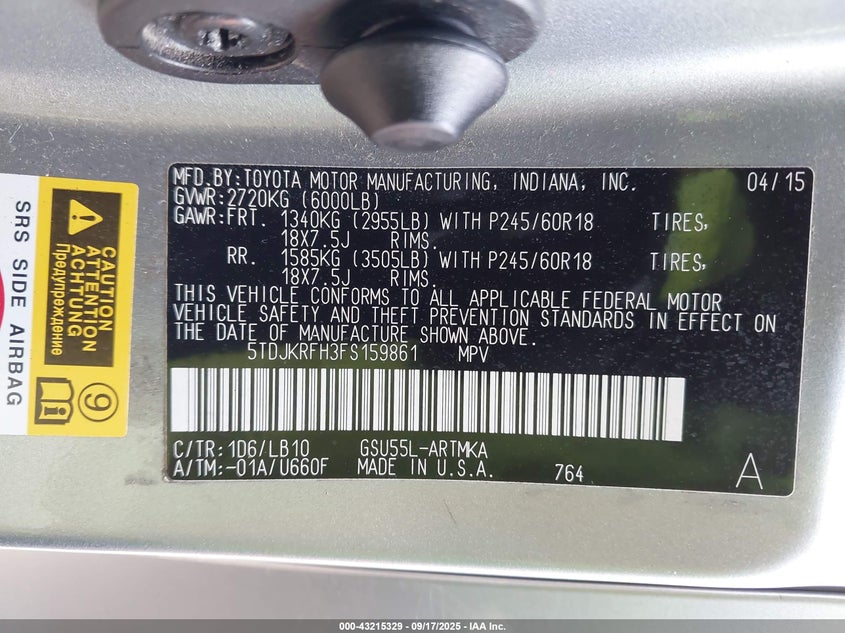 MFD.BY:TOYOTA MOTOR MANUFACTURING, INDIANA, INC. 04/15
GVWR:2720KG (6000LB)
GAWR:FRT. 1340KG (2955LB) WITH P245/60R18 TIRES,
18X7.5J RIMS.
RR. 1585KG (3505LB) WITH P245/60R18 TIRES,
18X7.5J RIMS.
THIS VEHICLE CONFORMS TO ALL APPLICABLE FEDERAL MOTOR
VEHICLE SAFETY AND THEFT PREVENTION STANDARDS IN EFFECT ON
THE DATE OF MANUFACTURE SHOWN ABOVE.
5TDJKRFH3FS159861 MPV
C/TR:1D6/LB10 GSU55L-ARTMKA
A/TM:-01A/U660F MADE IN U.S.A. 764 A
SRS SIDE AIRBAG
CAUTION
ATTENTION
ACHTUNG
Предупреждение
9
i
000-43215329 - 09/17/2025 - IAA Inc.